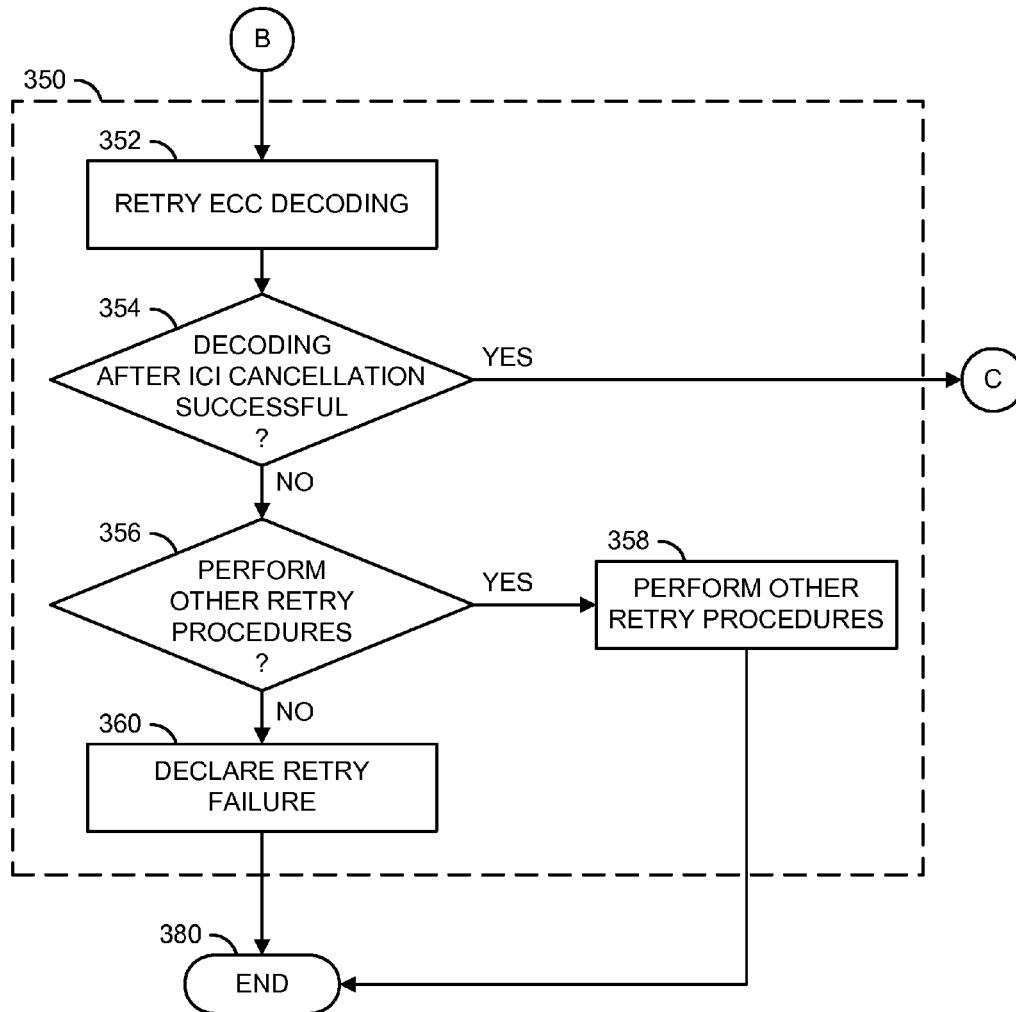 B
350
352
RETRY ECC DECODING
354
DECODING
AFTER ICI CANCELLATION
SUCCESSFUL
?
YES
C
NO
356
PERFORM
OTHER RETRY
PROCEDURES
?
YES
358
PERFORM OTHER
RETRY PROCEDURES
NO
360
DECLARE RETRY
FAILURE
380
END